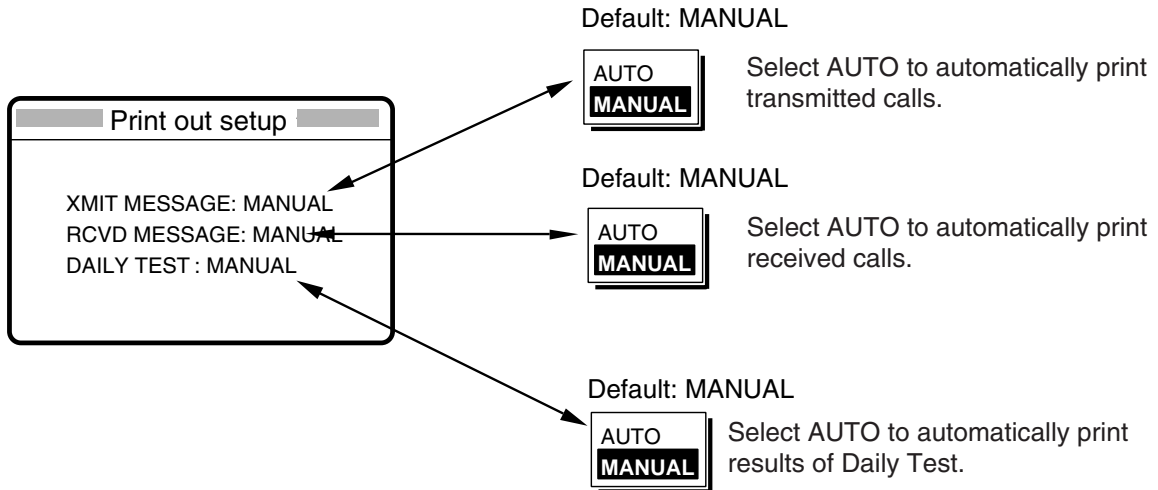 Print out setup
XMIT MESSAGE: MANUAL
RCVD MESSAGE: MANUAL
DAILY TEST : MANUAL
Default: MANUAL
AUTO
MANUAL
Select AUTO to automatically print
transmitted calls.
Default: MANUAL
AUTO
MANUAL
Select AUTO to automatically print
received calls.
Default: MANUAL
AUTO
MANUAL
Select AUTO to automatically print
results of Daily Test.